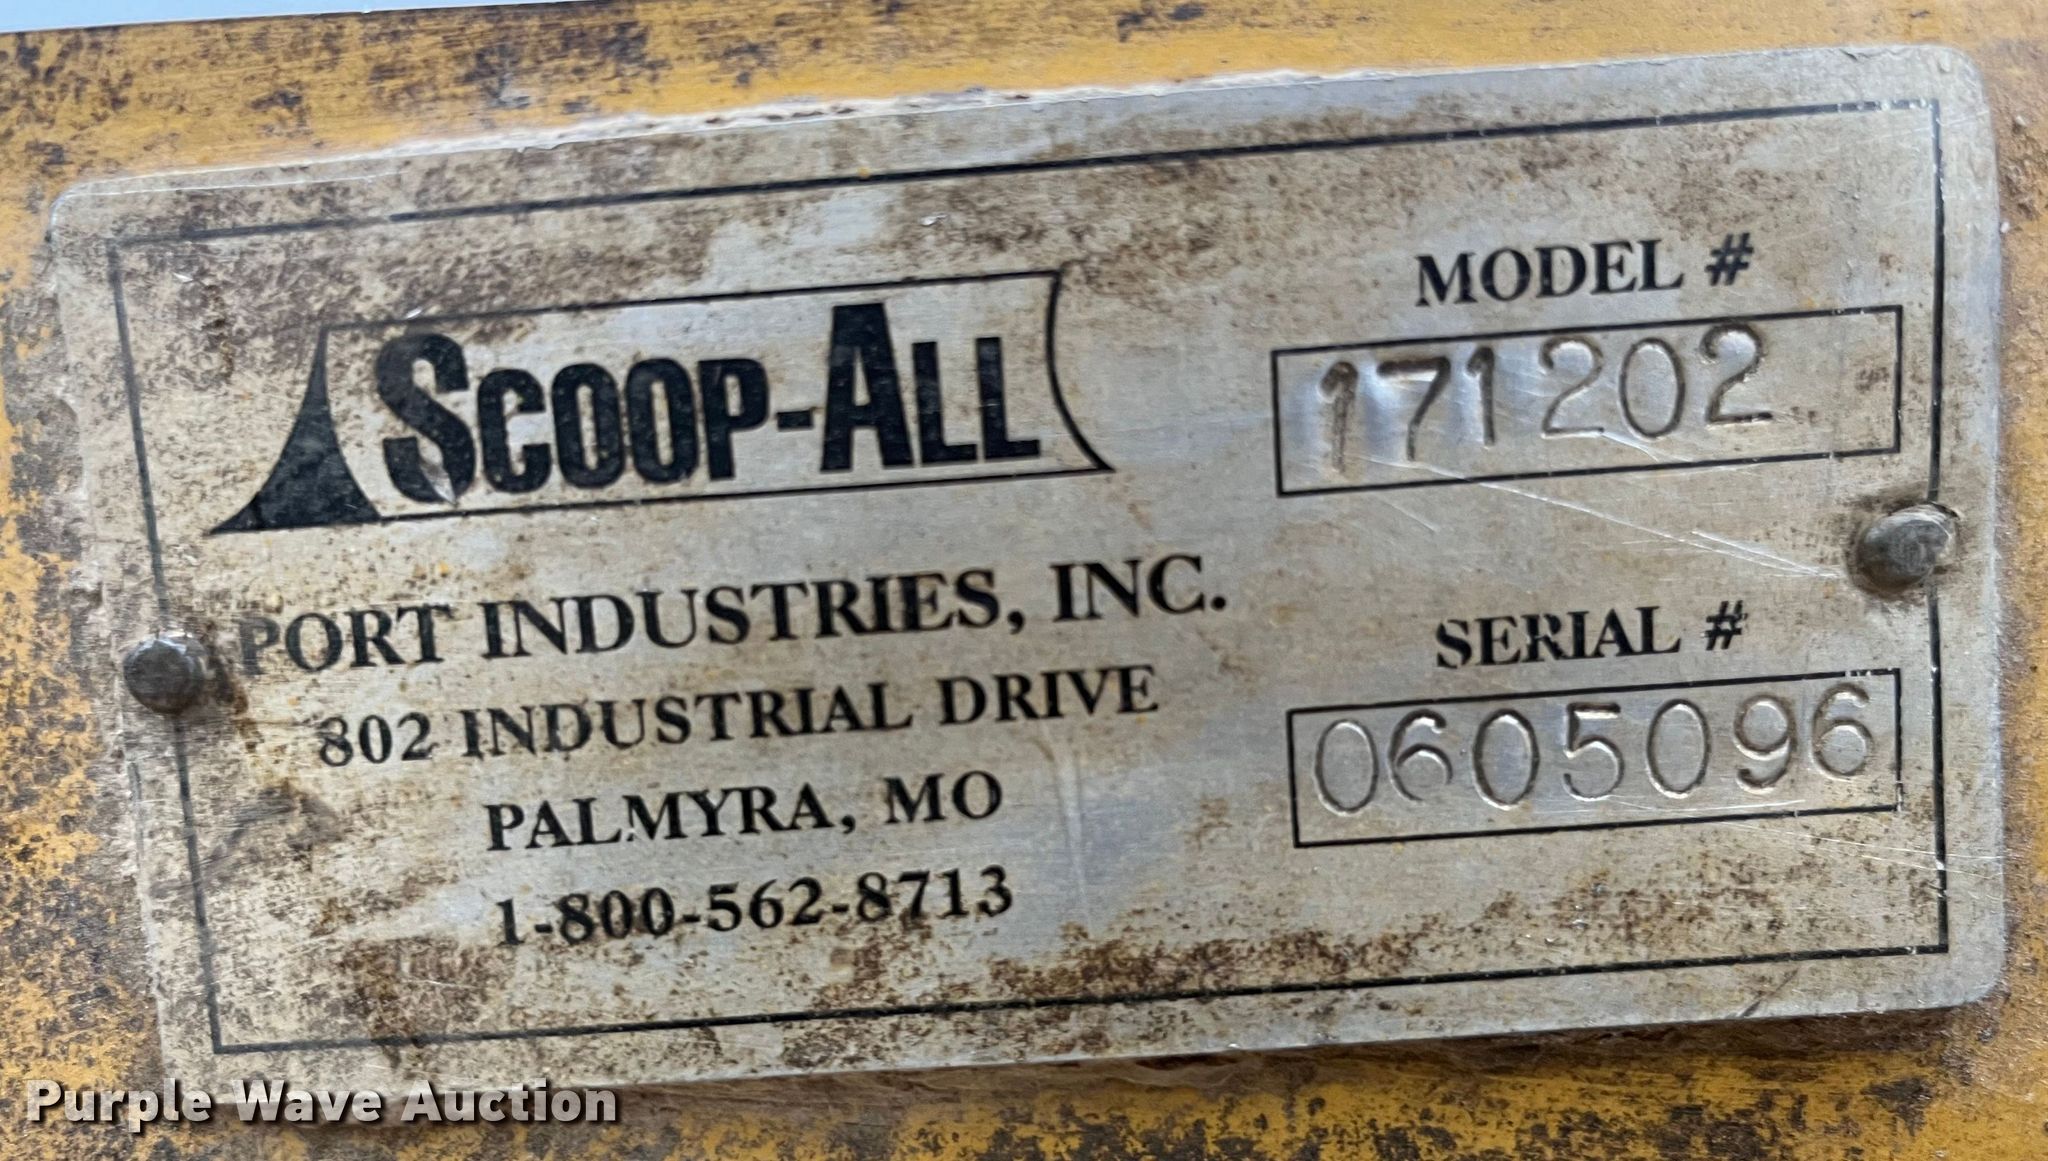 SCOOP-ALL
PORT INDUSTRIES, INC.
802 INDUSTRIAL DRIVE
PALMYRA, MO
1-800-562-8713
MODEL #
171202
SERIAL #
0605096
Purple Wave Auction